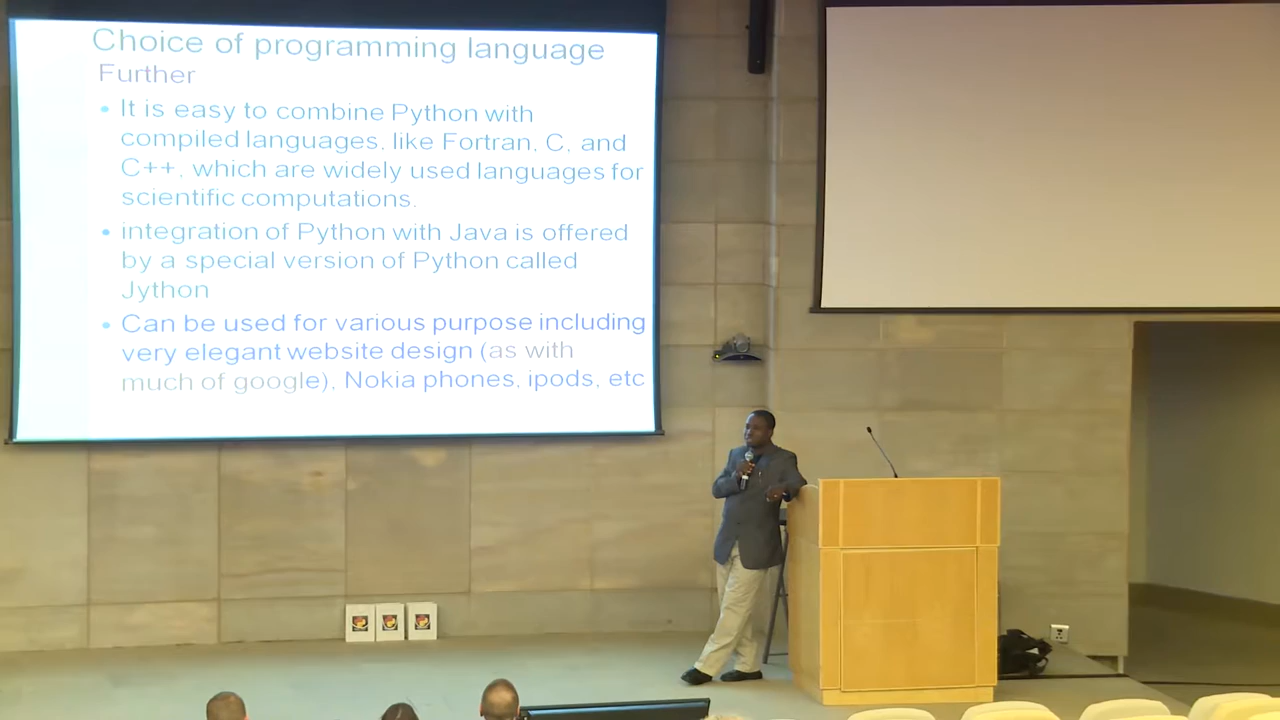 Choice of programming language
Further
• It is easy to combine Python with
compiled languages, like Fortran, C, and
C++, which are widely used languages for
scientific computations.
• integration of Python with Java is offered
by a special version of Python called
Jython
• Can be used for various purpose including
very elegant website design (as with
much of google), Nokia phones, ipods, etc